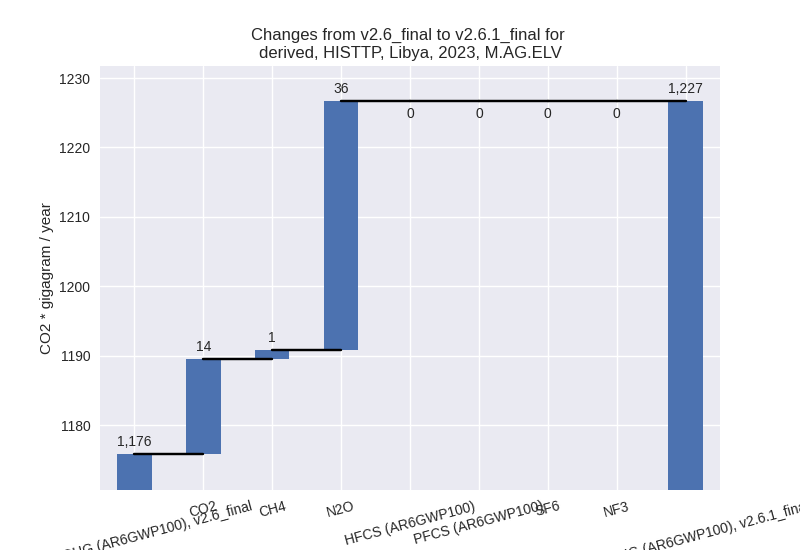 Changes from v2.6_final to v2.6.1_final for
derived, HISTTP, Libya, 2023, M.AG.ELV
CO2 * gigagram / year
1230
1220
1210
1200
1190
1180
1,176
14
1
36
0
0
0
0
1,227
(AR6GWP100), v2.6_final
CO2
CH4
N2O
HFCS (AR6GWP100)
PFCS (AR6GWP100)
SF6
NF3
(AR6GWP100), v2.6.1_final